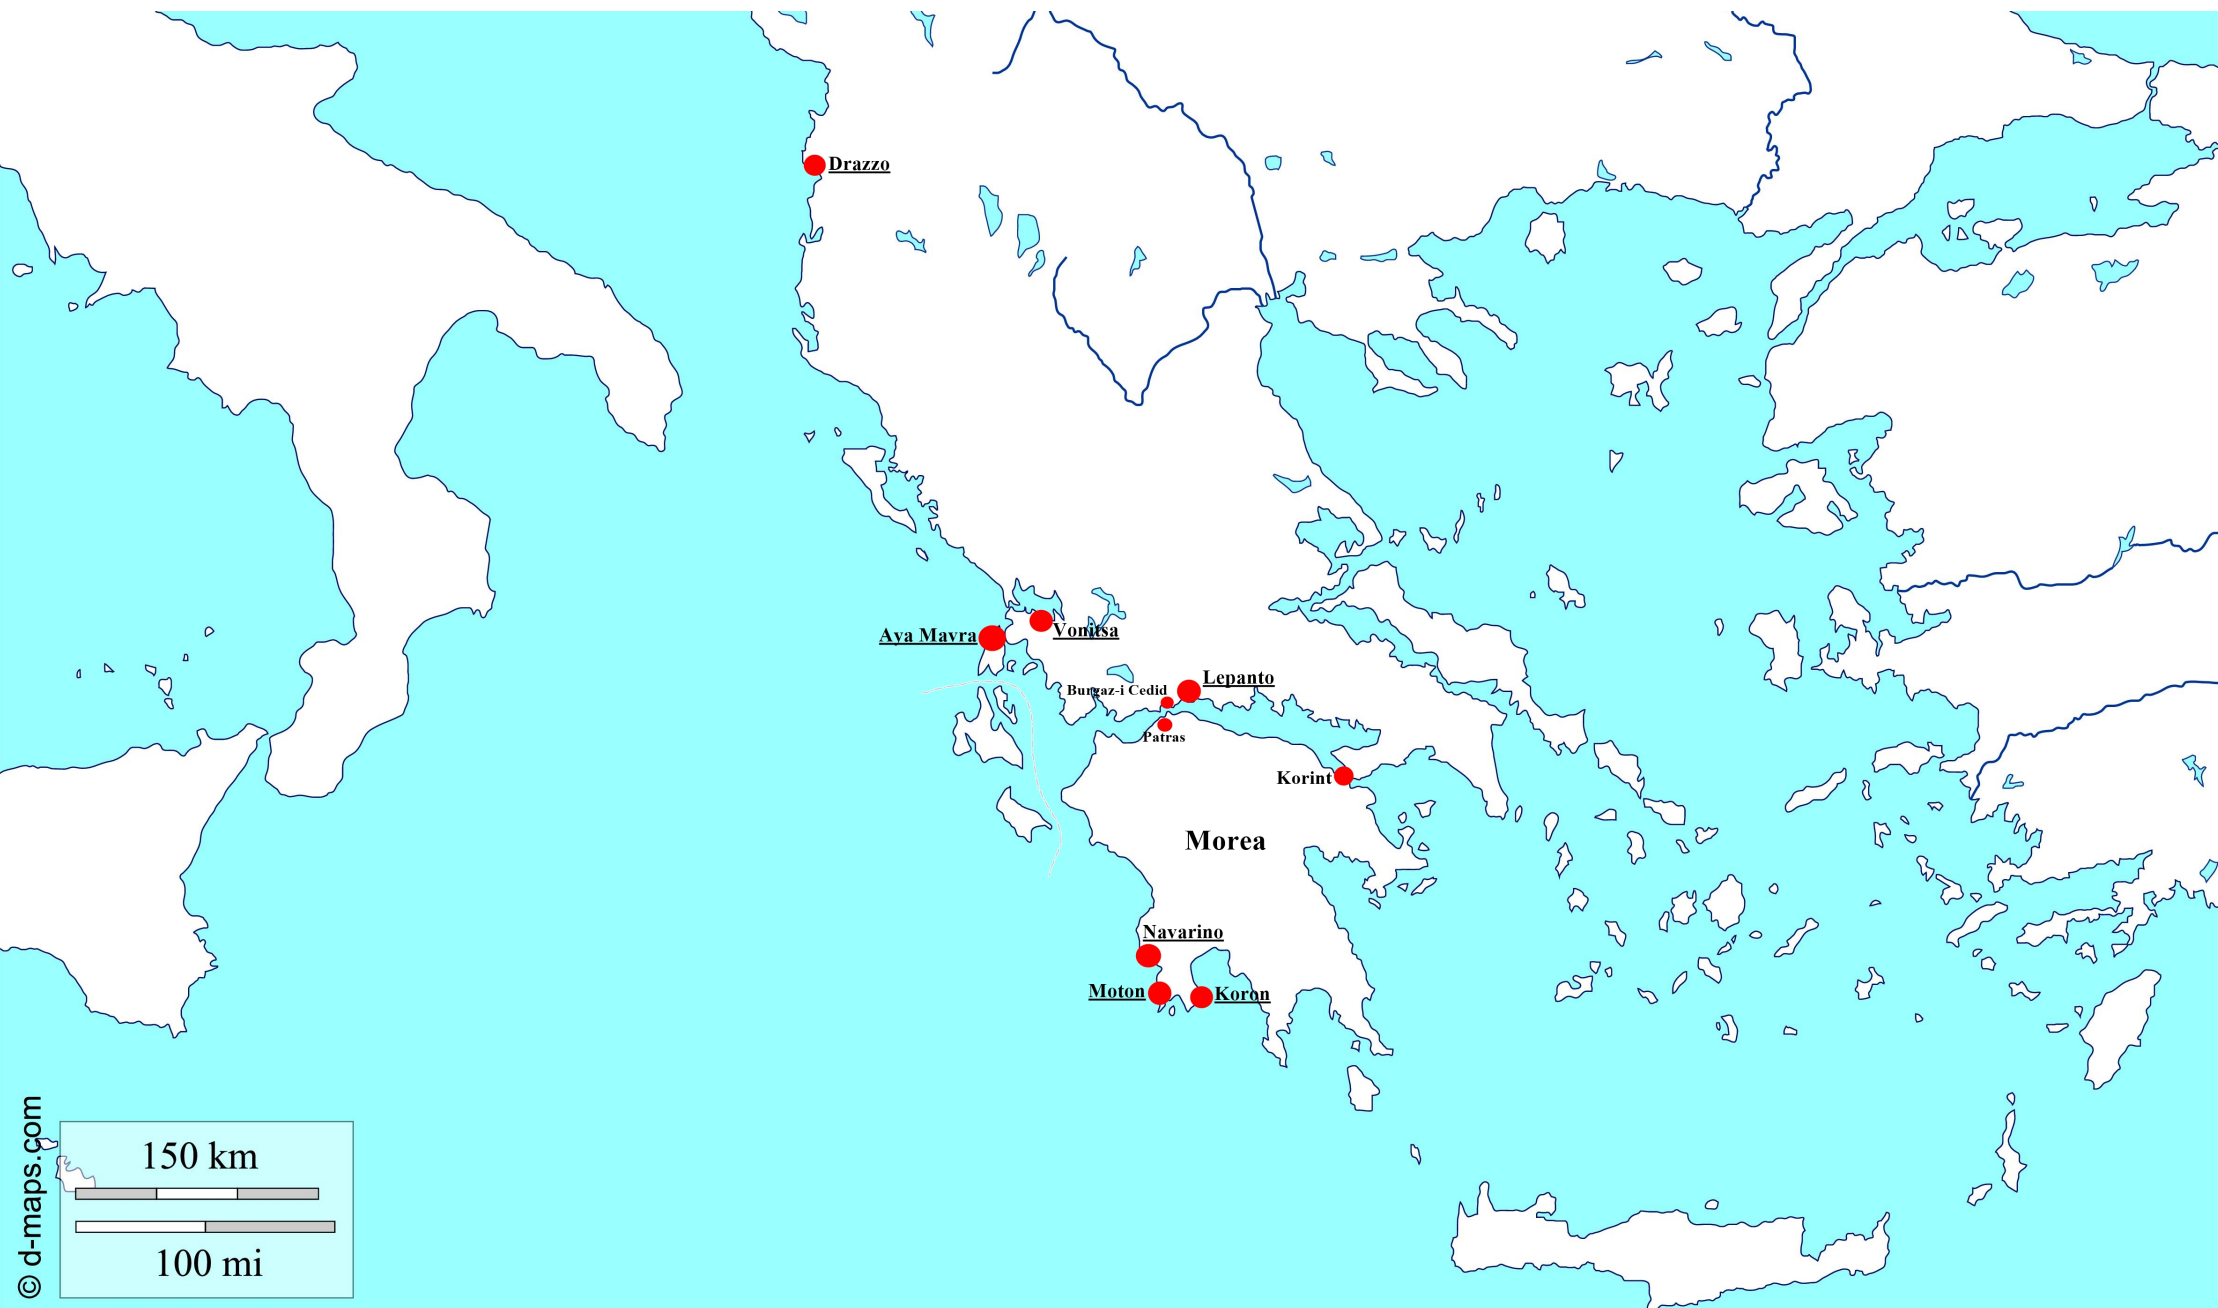 Drazzo
Aya Mavra
Vonitsa
Lepanto
Burgaz-i Cedid
Patras
Korint
Morea
Navarino
Moton
Koron
150 km
100 mi
© d-maps.com